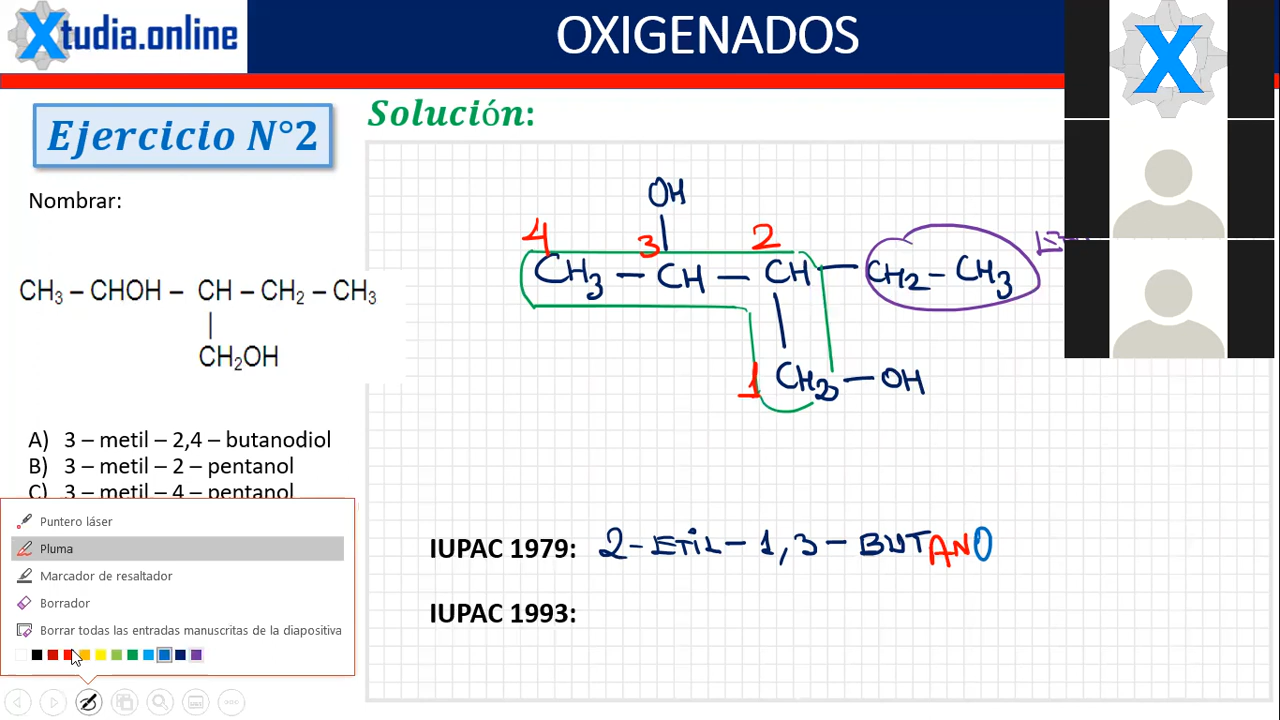 Xtudia.online
OXIGENADOS
X
Ejercicio N°2
Solución:
Nombrar:
CH₃ – CHOH – CH – CH₂ – CH₃
|
CH₂OH
OH
4 3 2
CH₃ – CH – CH – CH₂ – CH₃
1 CH₂ – OH
A) 3 – metil – 2,4 – butanodiol
B) 3 – metil – 2 – pentanol
C) 3 – metil – 4 – pentanol
Puntero láser
Pluma
Marcador de resaltador
Borrador
Borrar todas las entradas manuscritas de la diapositiva
IUPAC 1979: 2-ETIL-1,3-BUTANO
IUPAC 1993: